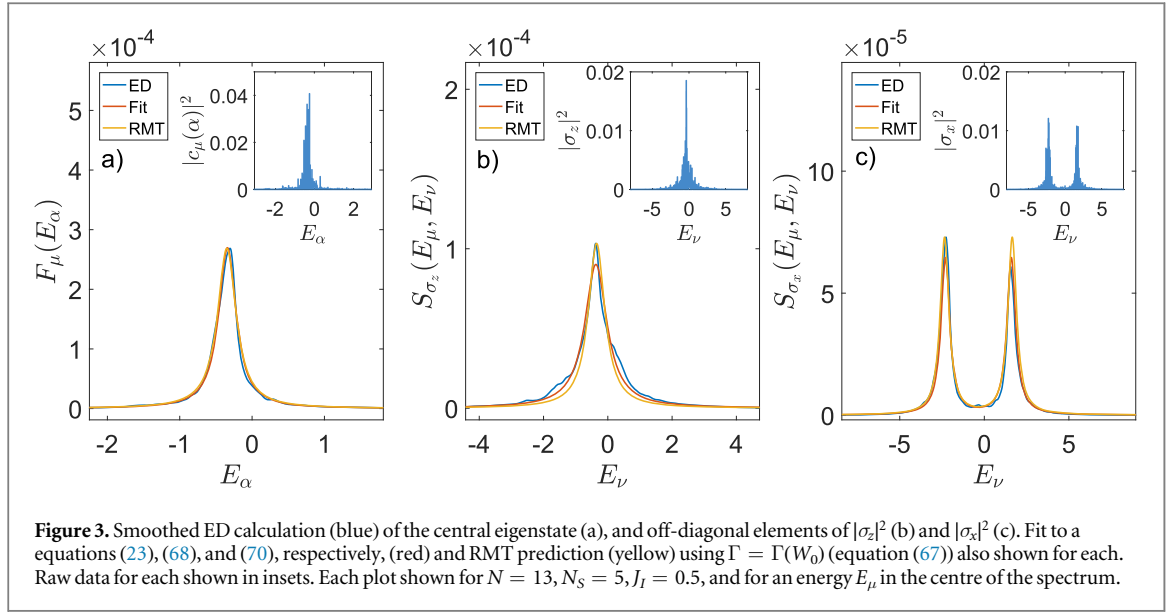 ×10⁻⁴
5
4
3
2
1
0
F_μ(E_α)
ED
Fit
RMT
a)
|c_μ(α)|²
0.04
0.02
0
-2 0 2
E_α
-2 -1 0 1
E_α
×10⁻⁴
2
1
0
S_σz(E_μ, E_ν)
ED
Fit
RMT
b)
|σ_z|²
0.02
0.01
0
-5 0 5
E_ν
-4 -2 0 2 4
E_ν
×10⁻⁵
10
5
0
S_σx(E_μ, E_ν)
ED
Fit
RMT
c)
|σ_x|²
0.02
0.01
0
-5 0 5
E_ν
-5 0 5
E_ν
Figure 3. Smoothed ED calculation (blue) of the central eigenstate (a), and off-diagonal elements of |σ_z|² (b) and |σ_x|² (c). Fit to a
equations (23), (68), and (70), respectively, (red) and RMT prediction (yellow) using Γ = Γ(W₀) (equation (67)) also shown for each.
Raw data for each shown in insets. Each plot shown for N = 13, N_S = 5, J_I = 0.5, and for an energy E_μ in the centre of the spectrum.